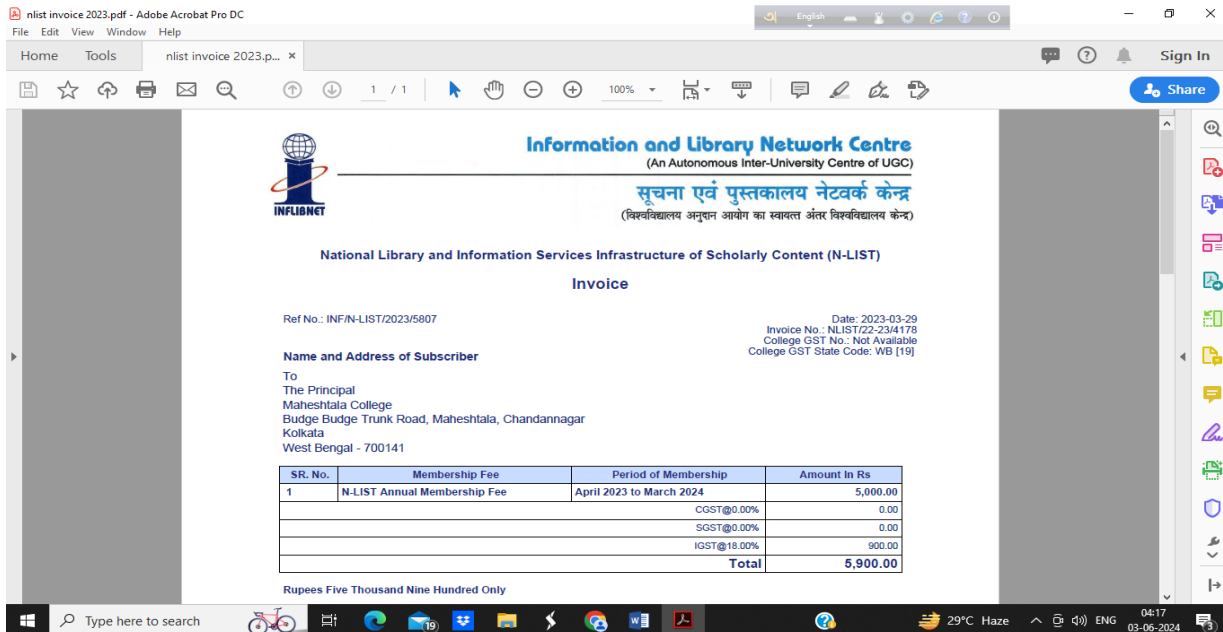 nlist invoice 2023.pdf - Adobe Acrobat Pro DC
English
File Edit View Window Help
Home Tools nlist invoice 2023.p... × Sign In
1 / 1 100% Share
Information and Library Network Centre
(An Autonomous Inter-University Centre of UGC)
सूचना एवं पुस्तकालय नेटवर्क केन्द्र
(विश्वविद्यालय अनुदान आयोग का स्वायत्त अंतर विश्वविद्यालय केन्द्र)
INFLIBNET
National Library and Information Services Infrastructure of Scholarly Content (N-LIST)
Invoice
Ref No.: INF/N-LIST/2023/5807
Date: 2023-03-29
Invoice No.: NLIST/22-23/4178
College GST No.: Not Available
College GST State Code: WB [19]
Name and Address of Subscriber
To
The Principal
Maheshtala College
Budge Budge Trunk Road, Maheshtala, Chandannagar
Kolkata
West Bengal - 700141
SR. No. Membership Fee Period of Membership Amount In Rs
1 N-LIST Annual Membership Fee April 2023 to March 2024 5,000.00
CGST@0.00% 0.00
SGST@0.00% 0.00
IGST@18.00% 900.00
Total 5,900.00
Rupees Five Thousand Nine Hundred Only
Type here to search 19 29°C Haze ENG 04:17
03-06-2024 3